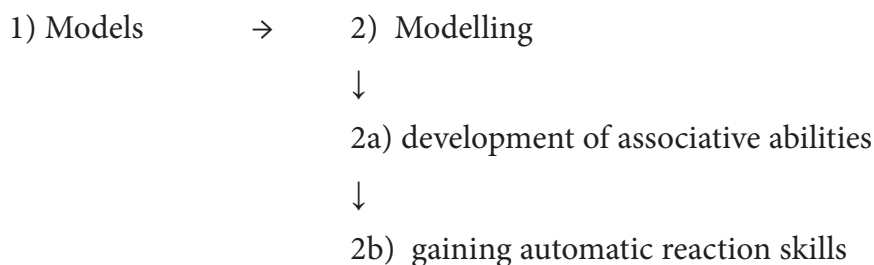 1) Models → 2) Modelling
↓
2a) development of associative abilities
↓
2b) gaining automatic reaction skills